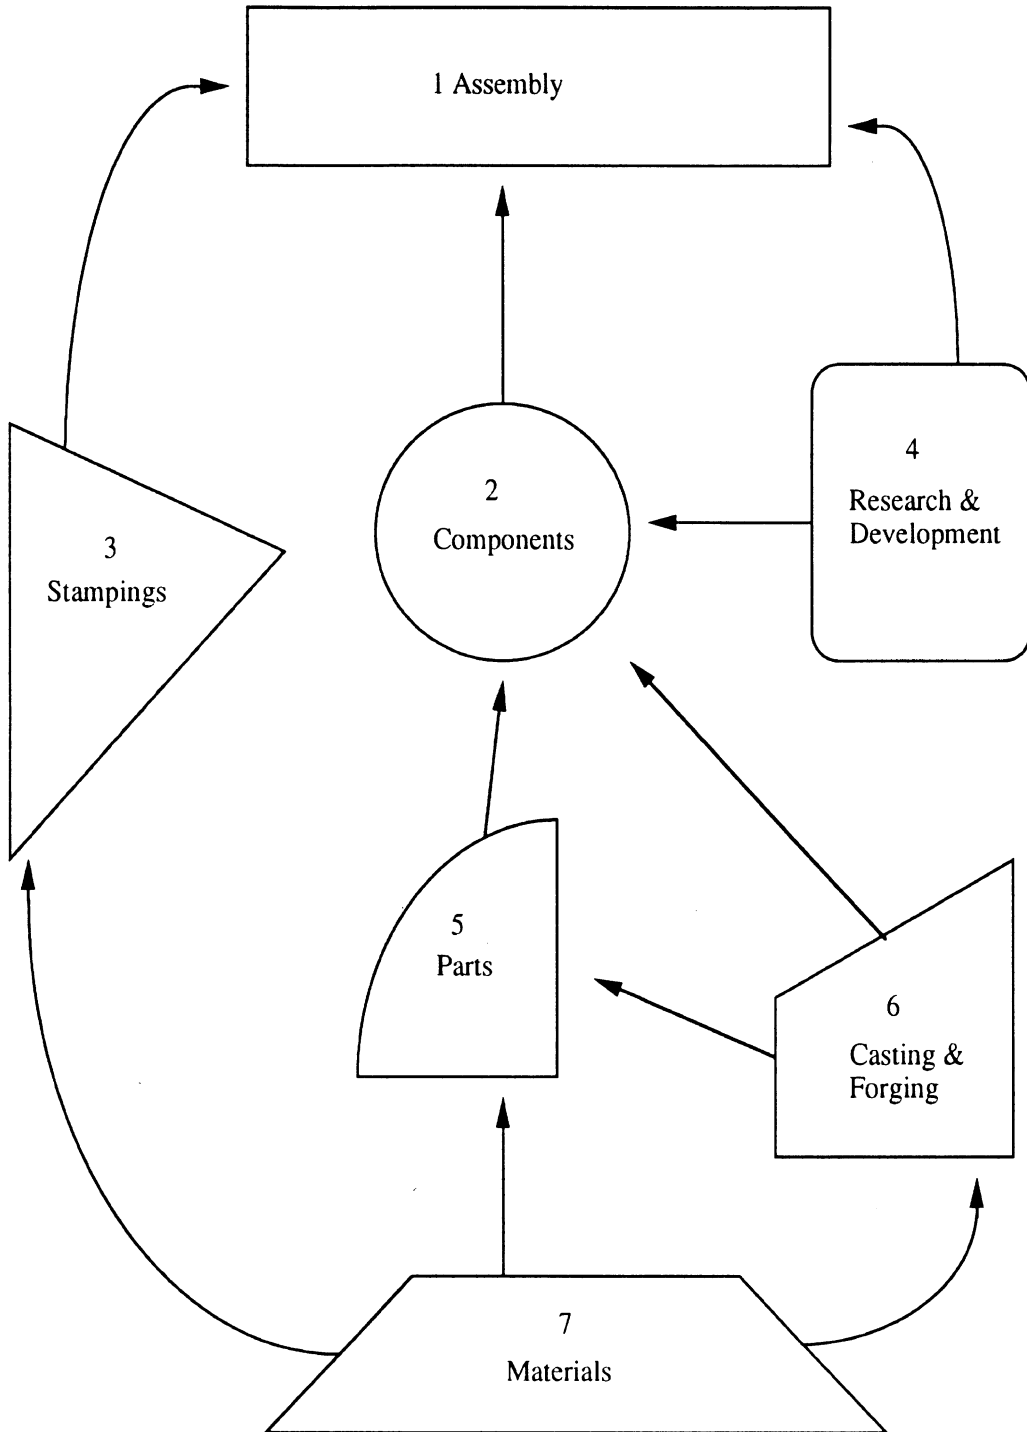 1 Assembly
2
Components
3
Stampings
4
Research &
Development
5
Parts
6
Casting &
Forging
7
Materials